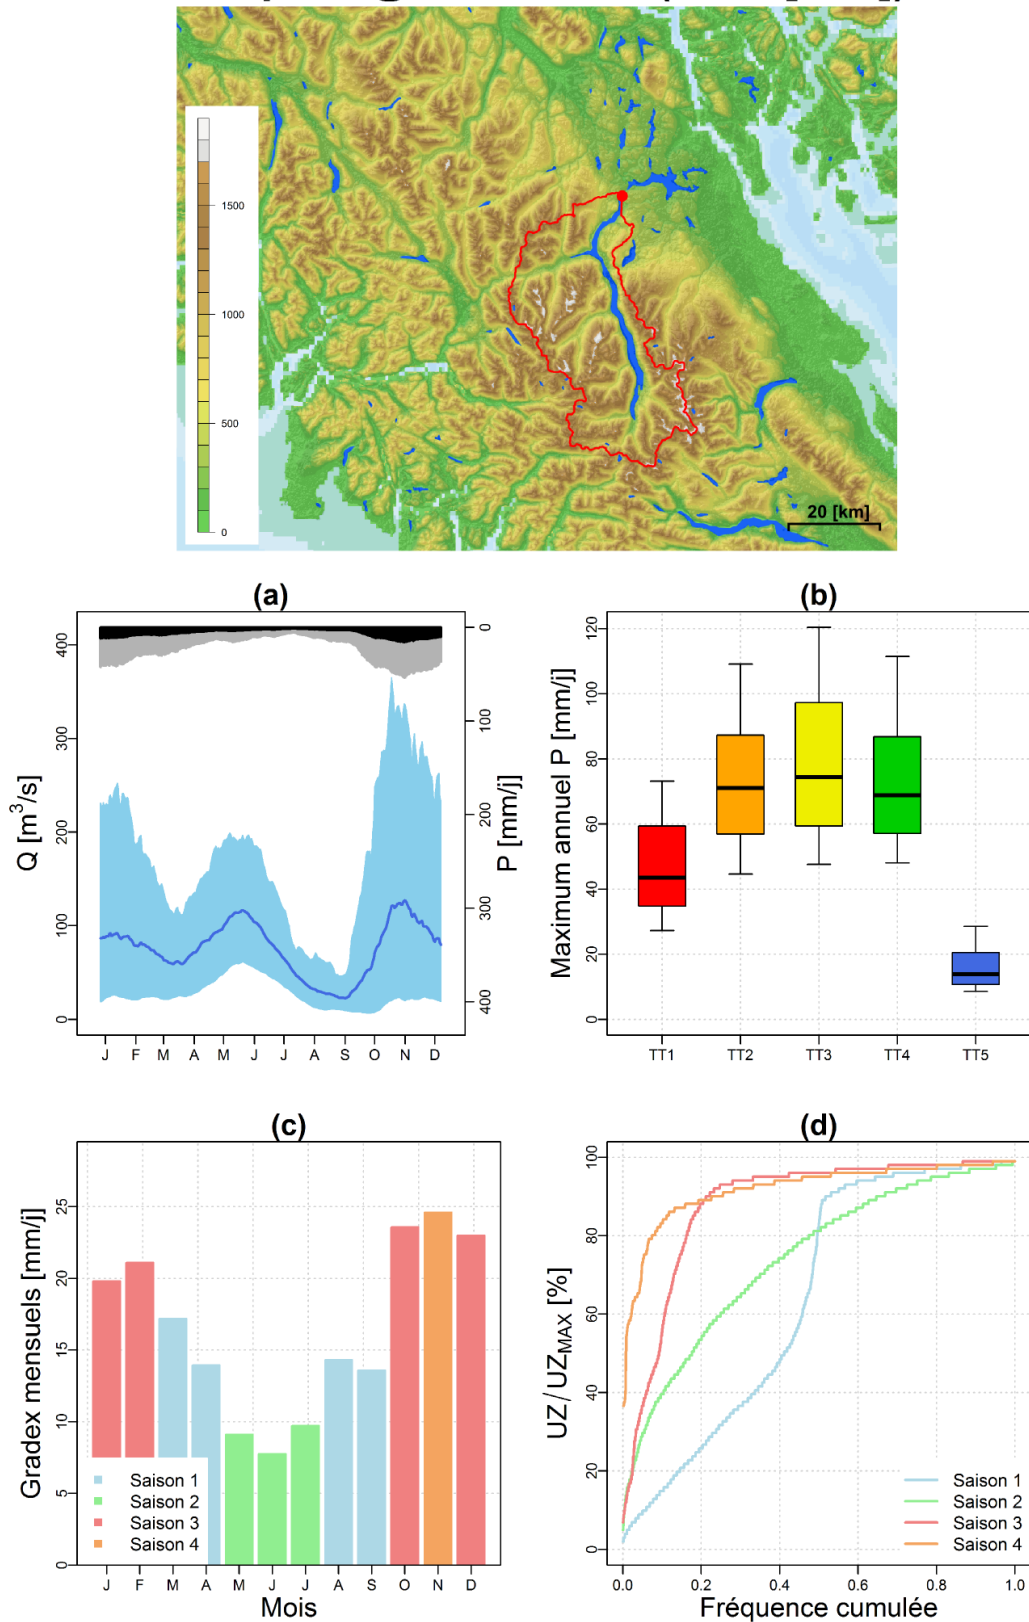 1500
1000
500
0
20 [km]
(a)
Q [m³/s]
0 100 200 300 400
P [mm/j]
0 100 200 300 400
J F M A M J J A S O N D
(b)
Maximum annuel P [mm/j]
0 20 40 60 80 100 120
TT1 TT2 TT3 TT4 TT5
(c)
Gradex mensuels [mm/j]
0 5 10 15 20 25
Saison 1
Saison 2
Saison 3
Saison 4
J F M A M J J A S O N D
Mois
(d)
UZ/UZMAX [%]
0 20 40 60 80 100
Saison 1
Saison 2
Saison 3
Saison 4
0.0 0.2 0.4 0.6 0.8 1.0
Fréquence cumulée